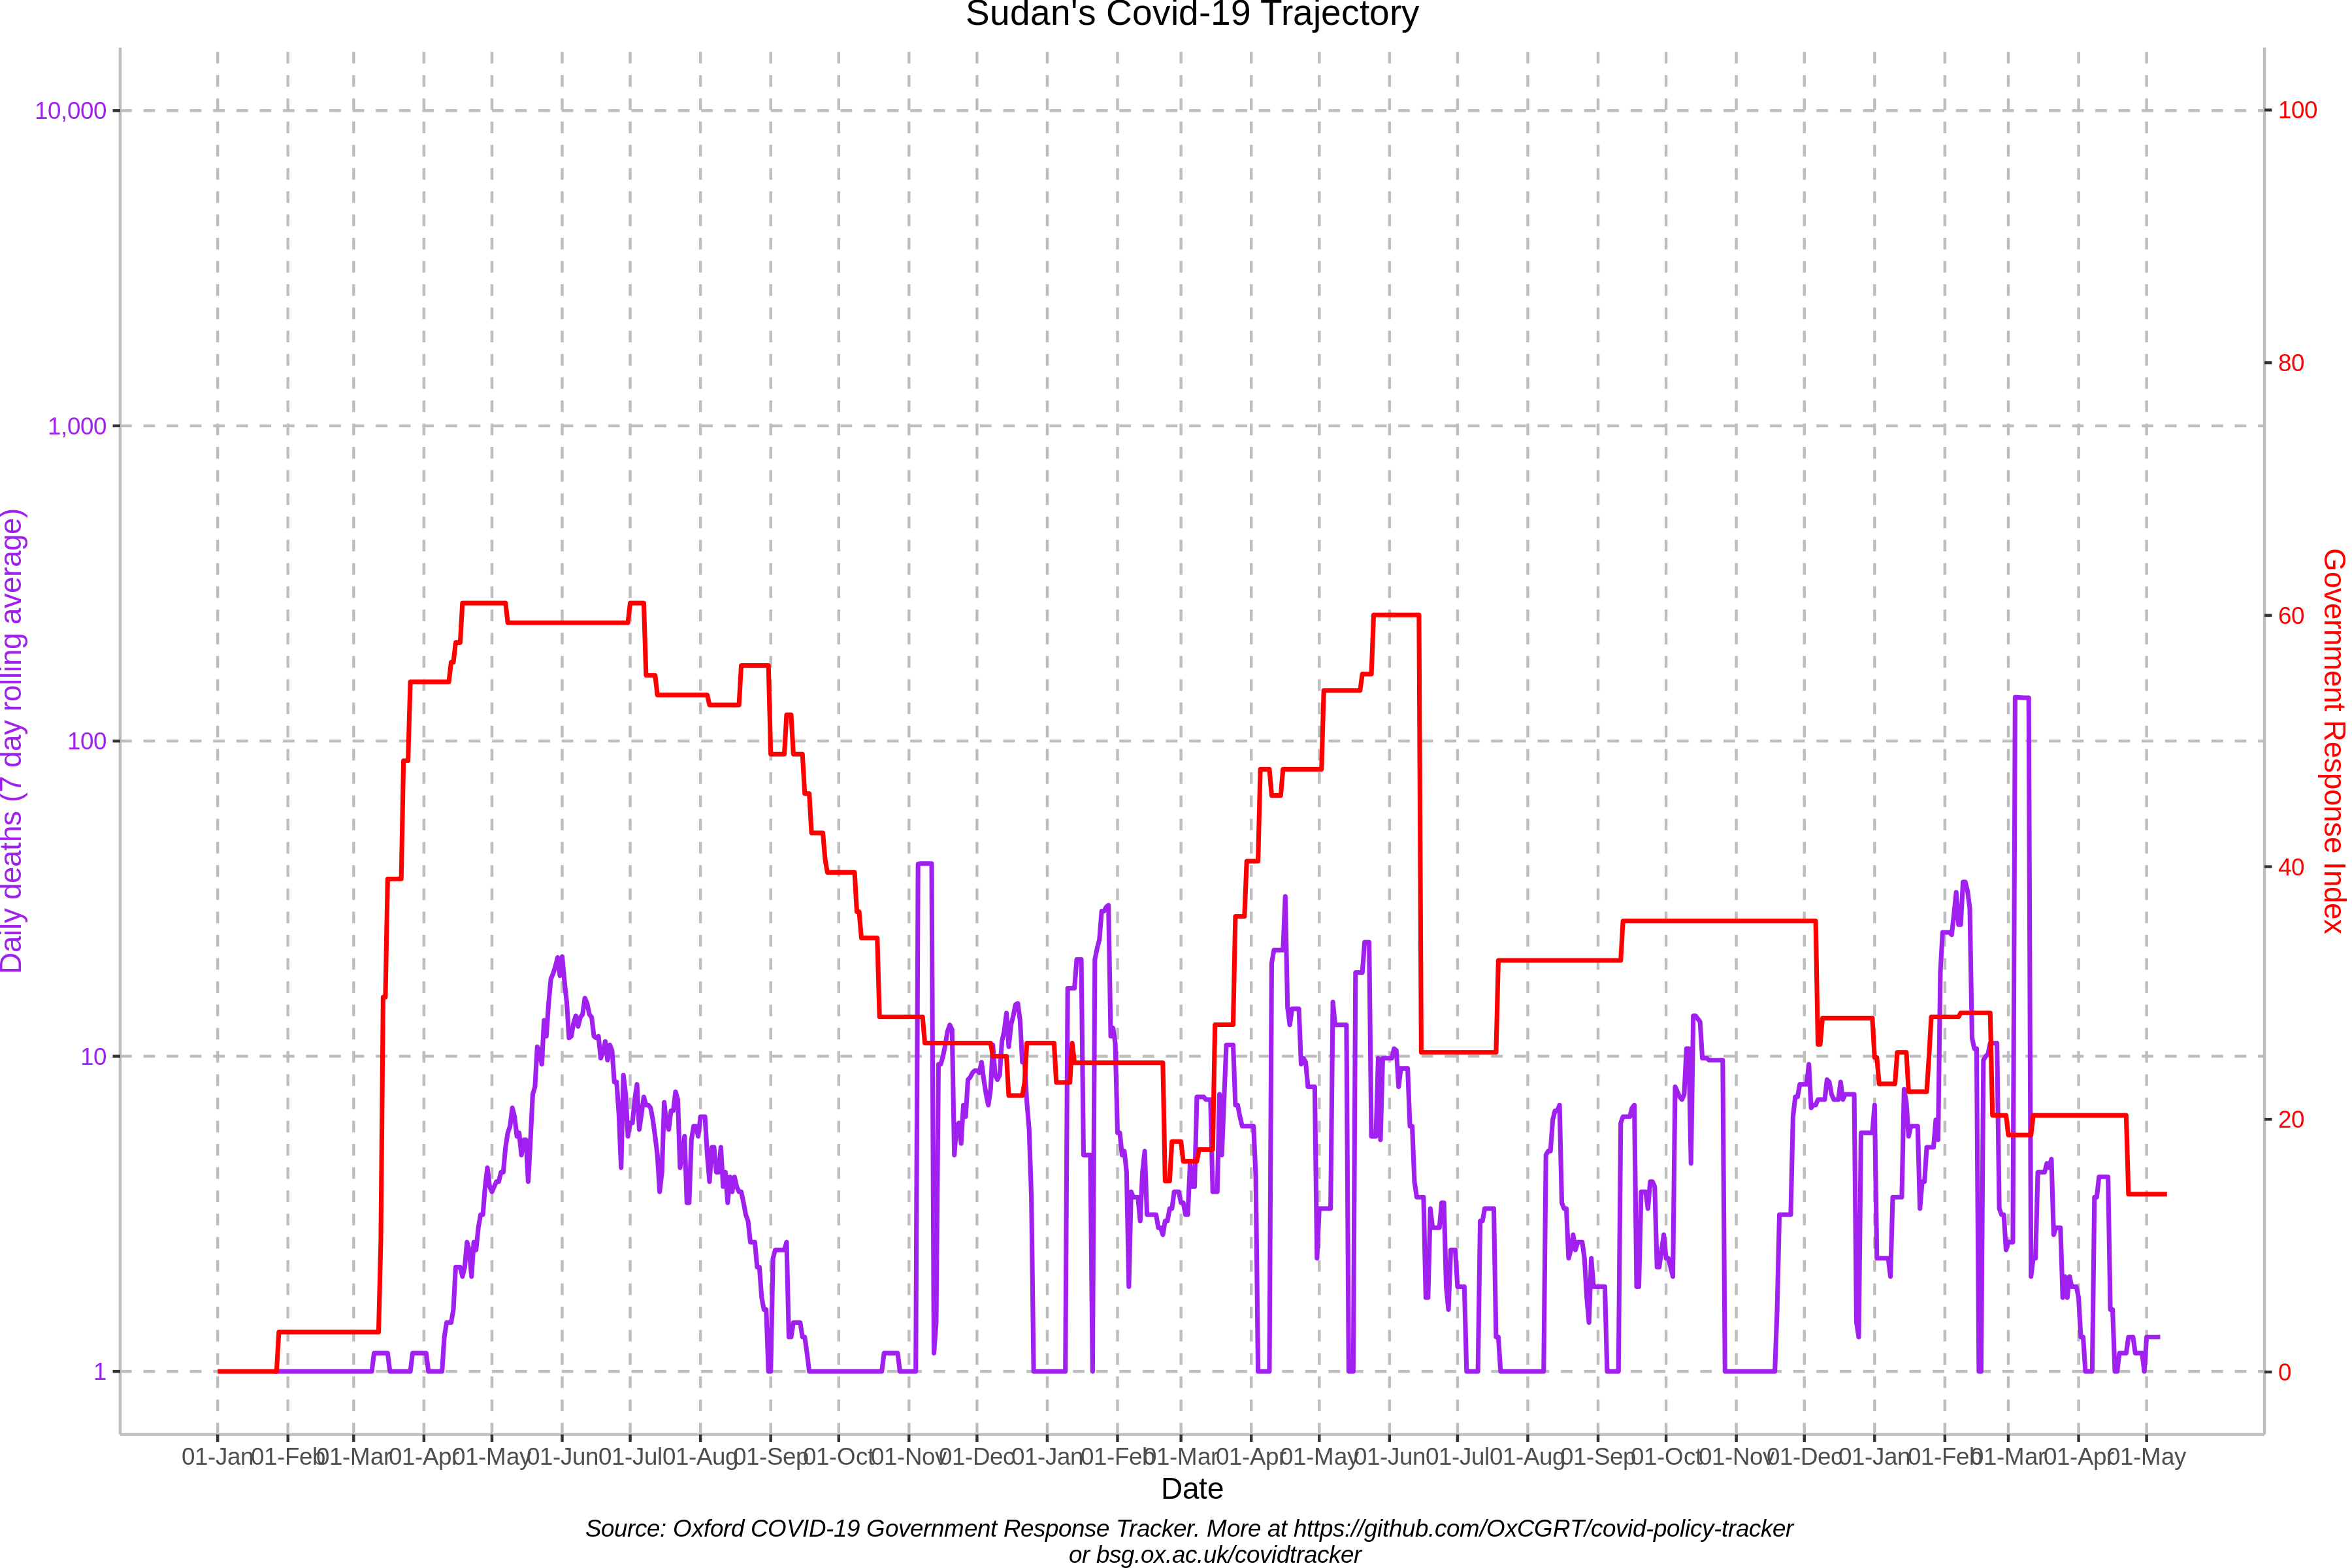 Sudan's Covid-19 Trajectory
10,000
1,000
100
10
1
Daily deaths (7 day rolling average)
100
80
60
40
20
0
Government Response Index
01-Jan 01-Feb 01-Mar 01-Apr 01-May 01-Jun 01-Jul 01-Aug 01-Sep 01-Oct 01-Nov 01-Dec 01-Jan 01-Feb 01-Mar 01-Apr 01-May 01-Jun 01-Jul 01-Aug 01-Sep 01-Oct 01-Nov 01-Dec 01-Jan 01-Feb 01-Mar 01-Apr 01-May
Date
Source: Oxford COVID-19 Government Response Tracker. More at https://github.com/OxCGRT/covid-policy-tracker
or bsg.ox.ac.uk/covidtracker